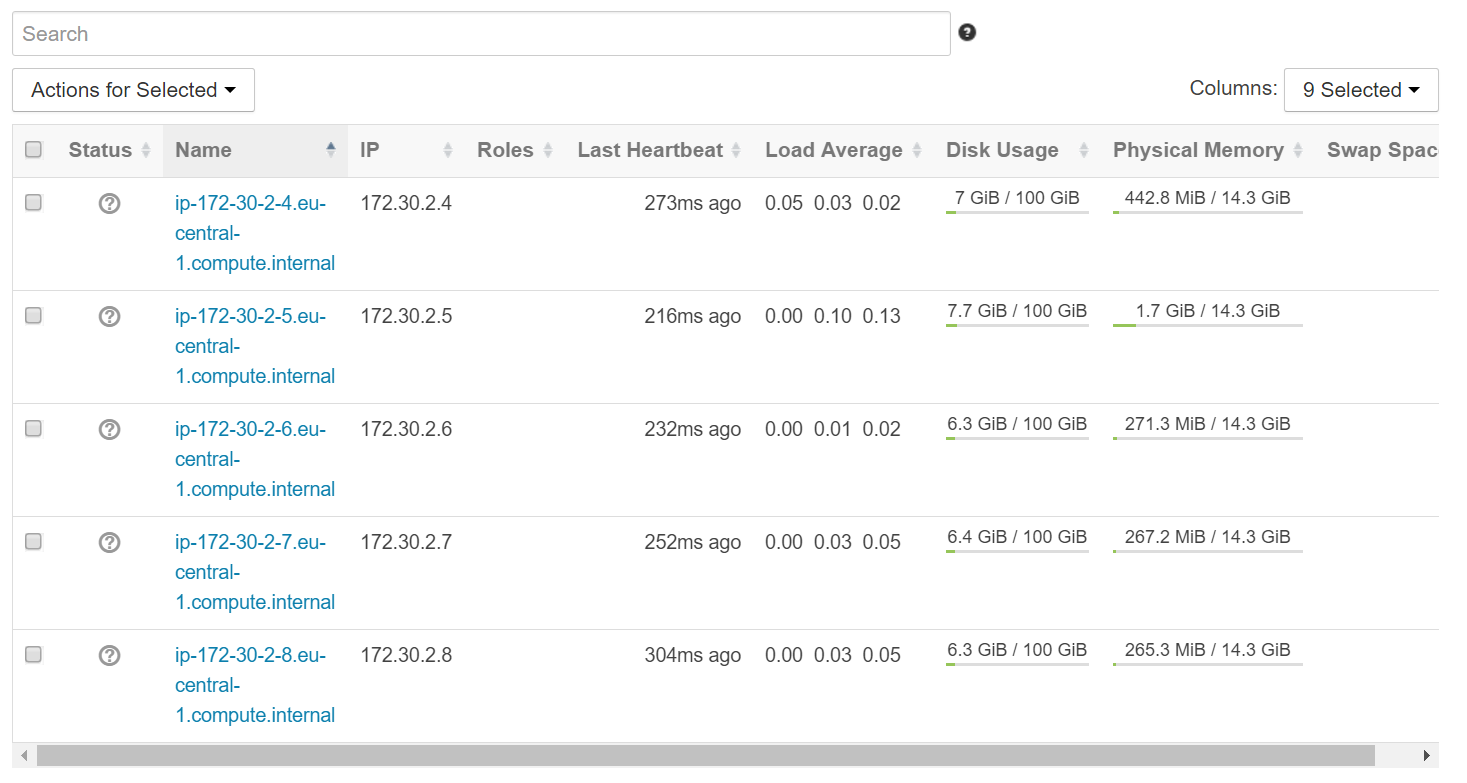 Search
Actions for Selected
Columns: 9 Selected
Status Name IP Roles Last Heartbeat Load Average Disk Usage Physical Memory Swap Spac
ip-172-30-2-4.eu- 172.30.2.4 273ms ago 0.05 0.03 0.02 7 GiB / 100 GiB 442.8 MiB / 14.3 GiB
central-
1.compute.internal
ip-172-30-2-5.eu- 172.30.2.5 216ms ago 0.00 0.10 0.13 7.7 GiB / 100 GiB 1.7 GiB / 14.3 GiB
central-
1.compute.internal
ip-172-30-2-6.eu- 172.30.2.6 232ms ago 0.00 0.01 0.02 6.3 GiB / 100 GiB 271.3 MiB / 14.3 GiB
central-
1.compute.internal
ip-172-30-2-7.eu- 172.30.2.7 252ms ago 0.00 0.03 0.05 6.4 GiB / 100 GiB 267.2 MiB / 14.3 GiB
central-
1.compute.internal
ip-172-30-2-8.eu- 172.30.2.8 304ms ago 0.00 0.03 0.05 6.3 GiB / 100 GiB 265.3 MiB / 14.3 GiB
central-
1.compute.internal